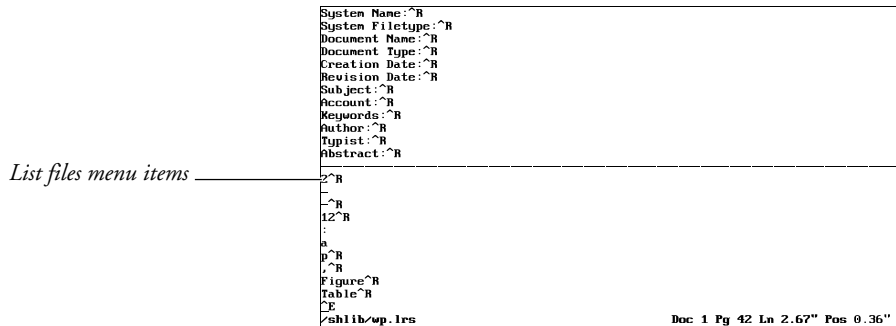 System Name:^R
System Filetype:^R
Document Name:^R
Document Type:^R
Creation Date:^R
Revision Date:^R
Subject:^R
Account:^R
Keywords:^R
Author:^R
Typist:^R
Abstract:^R
List files menu items
2^R
–
–^R
12^R
:
a
p^R
,^R
Figure^R
Table^R
^E
/shlib/wp.lrs Doc 1 Pg 42 Ln 2.67" Pos 0.36"